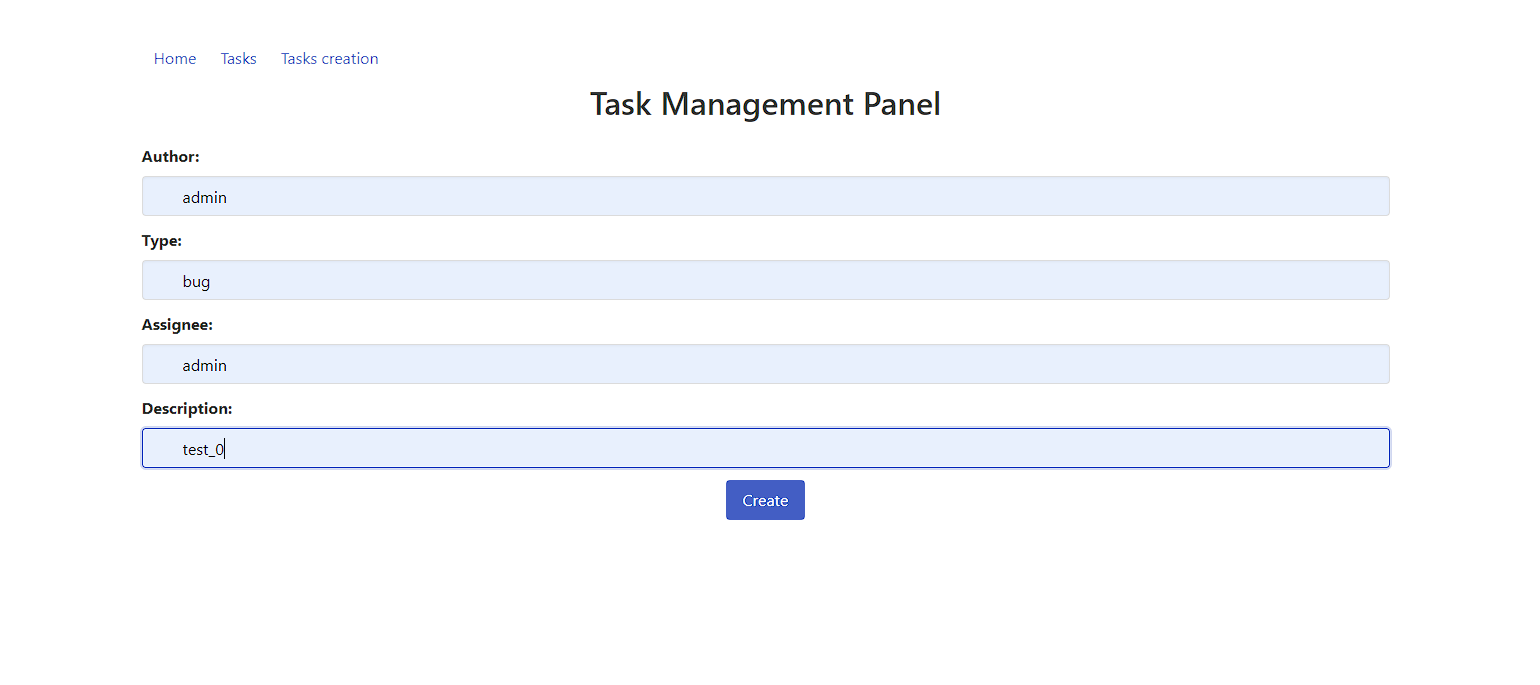 Home Tasks Tasks creation
Task Management Panel
Author:
admin
Type:
bug
Assignee:
admin
Description:
test_0
Create